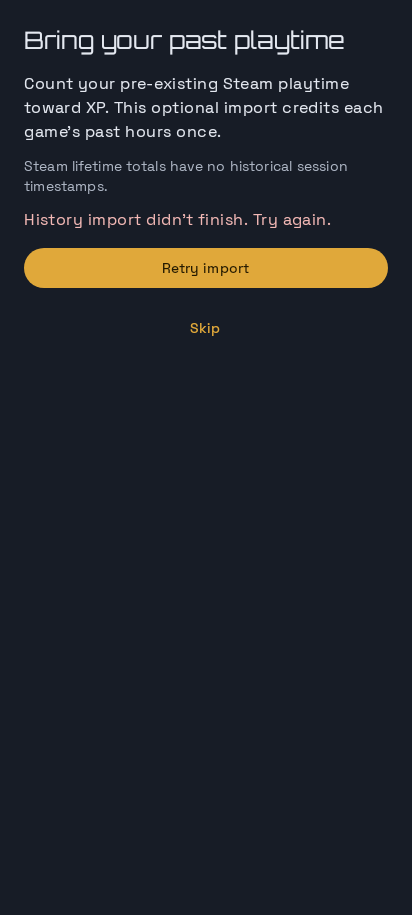 Bring your past playtime
Count your pre-existing Steam playtime
toward XP. This optional import credits each
game’s past hours once.
Steam lifetime totals have no historical session
timestamps.
History import didn’t finish. Try again.
Retry import
Skip